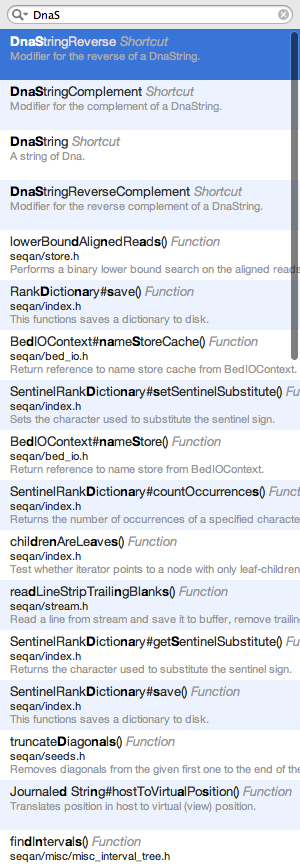 DnaS
DnaStringReverse Shortcut
Modifier for the reverse of a DnaString.
DnaStringComplement Shortcut
Modifier for the complement of a DnaString.
DnaString Shortcut
A string of Dna.
DnaStringReverseComplement Shortcut
Modifier for the reverse complement of a DnaString.
lowerBoundAlignedReads() Function
seqan/store.h
Performs a binary lower bound search on the aligned reads
RankDictionary#save() Function
seqan/index.h
This functions saves a dictionary to disk.
BedIOContext#nameStoreCache() Function
seqan/bed_io.h
Return reference to name store cache from BedIOContext.
SentinelRankDictionary#setSentinelSubstitute() Fu
seqan/index.h
Sets the character used to substitute the sentinel sign.
BedIOContext#nameStore() Function
seqan/bed_io.h
Return reference to name store from BedIOContext.
SentinelRankDictionary#countOccurrences() Fun
seqan/index.h
Returns the number of occurrences of a specified characte
childrenAreLeaves() Function
seqan/index.h
Test whether iterator points to a node with only leaf-children
readLineStripTrailingBlanks() Function
seqan/stream.h
Read a line from stream and save it to buffer, remove trailing
SentinelRankDictionary#getSentinelSubstitute() Fu
seqan/index.h
Returns the character used to substitute the sentinel sign.
SentinelRankDictionary#save() Function
seqan/index.h
This functions saves a dictionary to disk.
truncateDiagonals() Function
seqan/seeds.h
Removes diagonals from the given first one to the end of the
Journaled String#hostToVirtualPosition() Function
Translates position in host to virtual (view) position.
findIntervals() Function
seqan/misc/misc_interval_tree.h